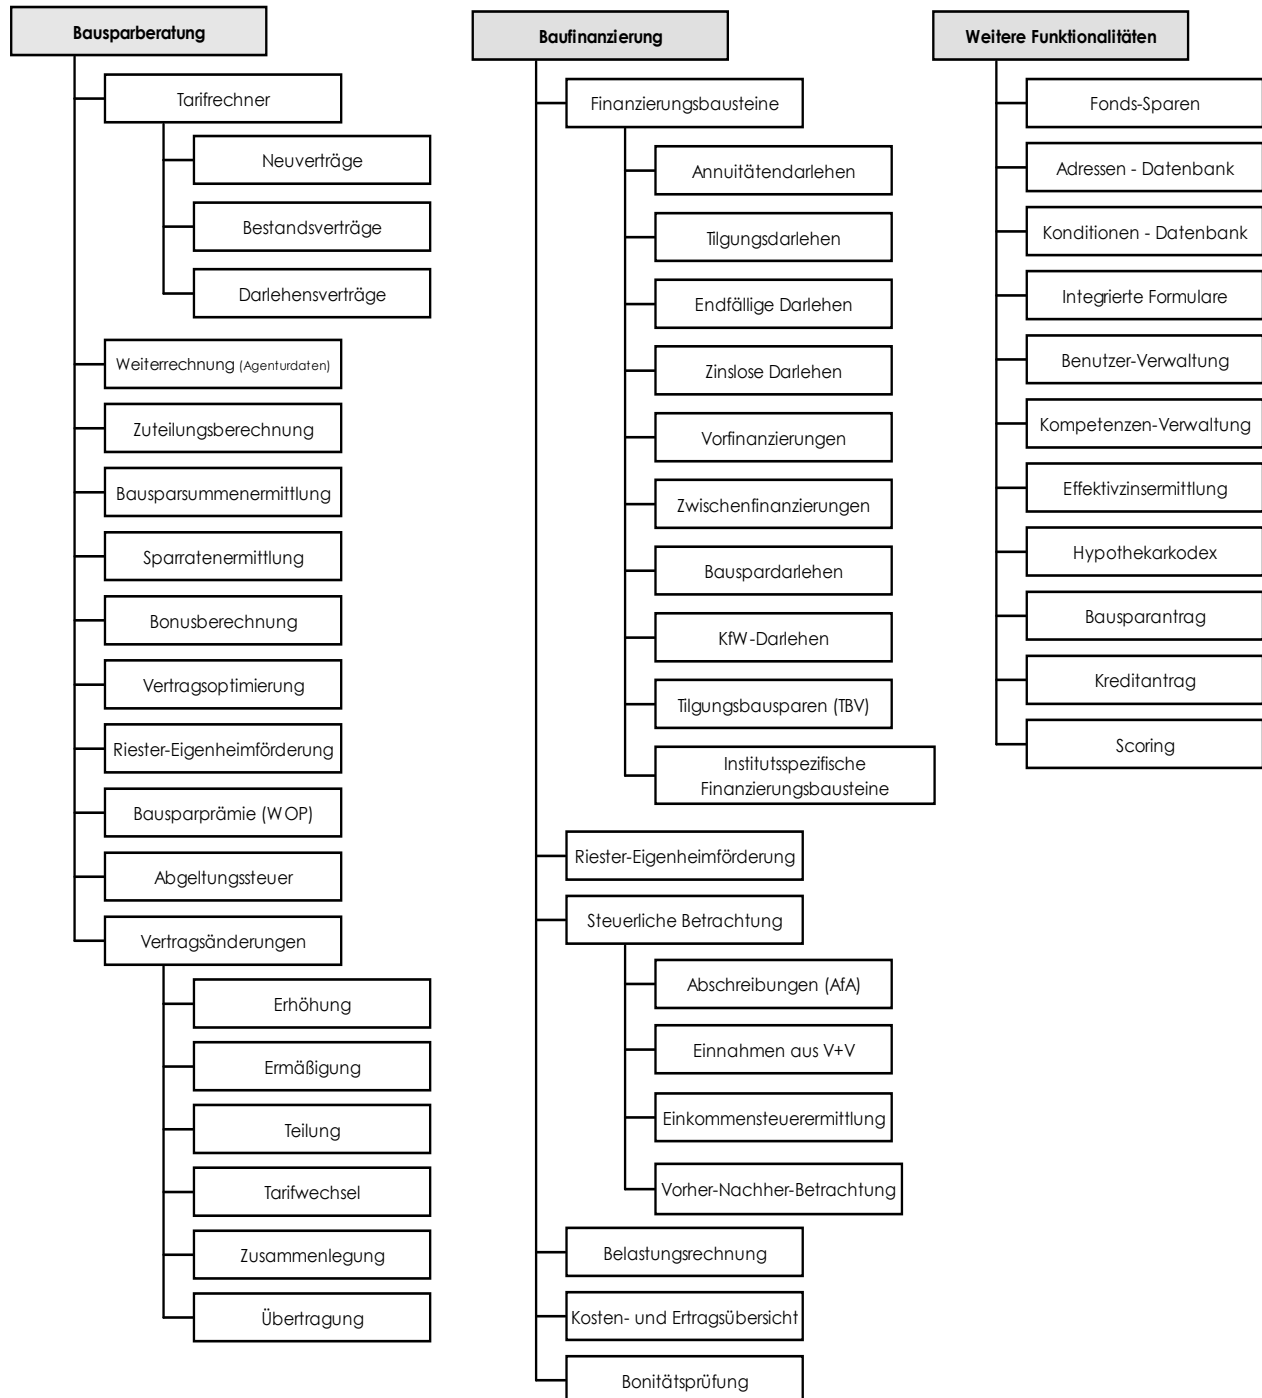 Bausparberatung
Tarifrechner
Neuverträge
Bestandsverträge
Darlehensverträge
Weiterrechnung (Agenturdaten)
Zuteilungsberechnung
Bausparsummenermittlung
Sparratenermittlung
Bonusberechnung
Vertragsoptimierung
Riester-Eigenheimförderung
Bausparprämie (WOP)
Abgeltungssteuer
Vertragsänderungen
Erhöhung
Ermäßigung
Teilung
Tarifwechsel
Zusammenlegung
Übertragung
Baufinanzierung
Finanzierungsbausteine
Annuitätendarlehen
Tilgungsdarlehen
Endfällige Darlehen
Zinslose Darlehen
Vorfinanzierungen
Zwischenfinanzierungen
Bauspardarlehen
KfW-Darlehen
Tilgungsbausparen (TBV)
Institutsspezifische
Finanzierungsbausteine
Riester-Eigenheimförderung
Steuerliche Betrachtung
Abschreibungen (AfA)
Einnahmen aus V+V
Einkommensteuerermittlung
Vorher-Nachher-Betrachtung
Belastungsrechnung
Kosten- und Ertragsübersicht
Bonitätsprüfung
Weitere Funktionalitäten
Fonds-Sparen
Adressen - Datenbank
Konditionen - Datenbank
Integrierte Formulare
Benutzer-Verwaltung
Kompetenzen-Verwaltung
Effektivzinsermittlung
Hypothekarkodex
Bausparantrag
Kreditantrag
Scoring